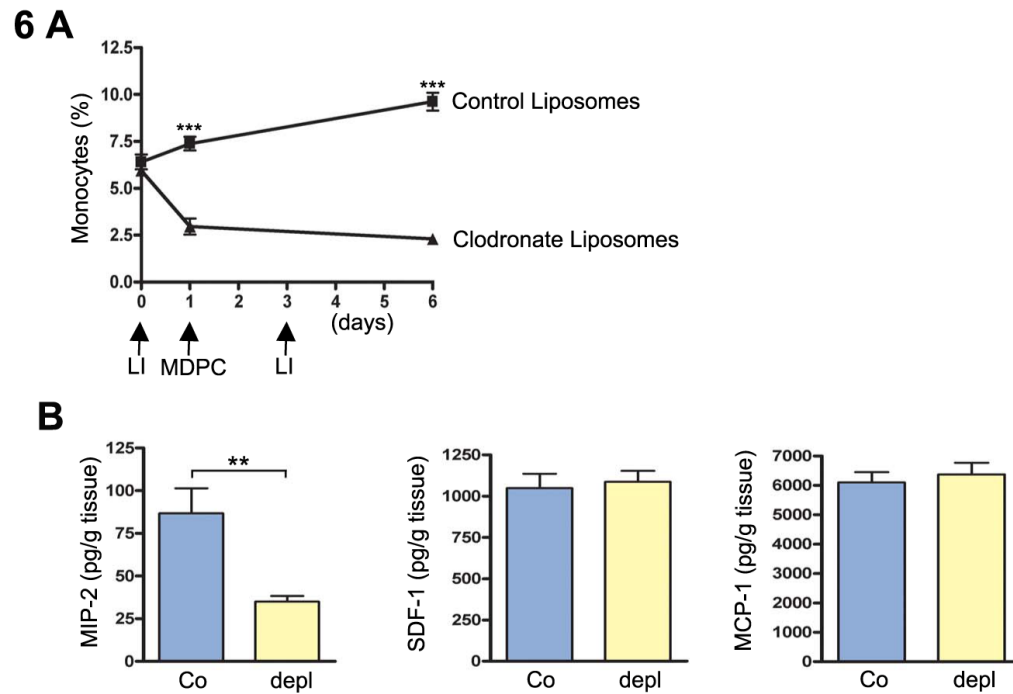 6 A
Monocytes (%)
12.5
10.0
7.5
5.0
2.5
0.0
***
***
Control Liposomes
Clodronate Liposomes
0 1 2 3 4 5 6
(days)
LI MDPC LI
B
MIP-2 (pg/g tissue)
125
100
75
50
25
0
**
Co depl
SDF-1 (pg/g tissue)
1250
1000
750
500
250
0
Co depl
MCP-1 (pg/g tissue)
7000
6000
5000
4000
3000
2000
1000
0
Co depl